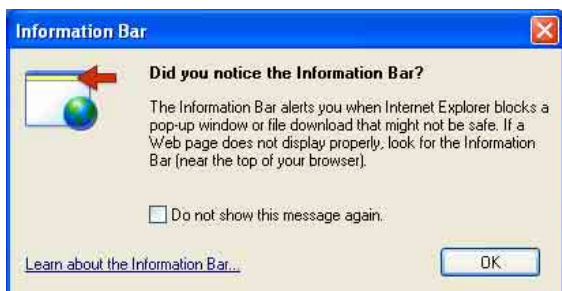 Information Bar
Did you notice the Information Bar?
The Information Bar alerts you when Internet Explorer blocks a
pop-up window or file download that might not be safe. If a
Web page does not display properly, look for the Information
Bar (near the top of your browser).
Do not show this message again.
Learn about the Information Bar...
OK